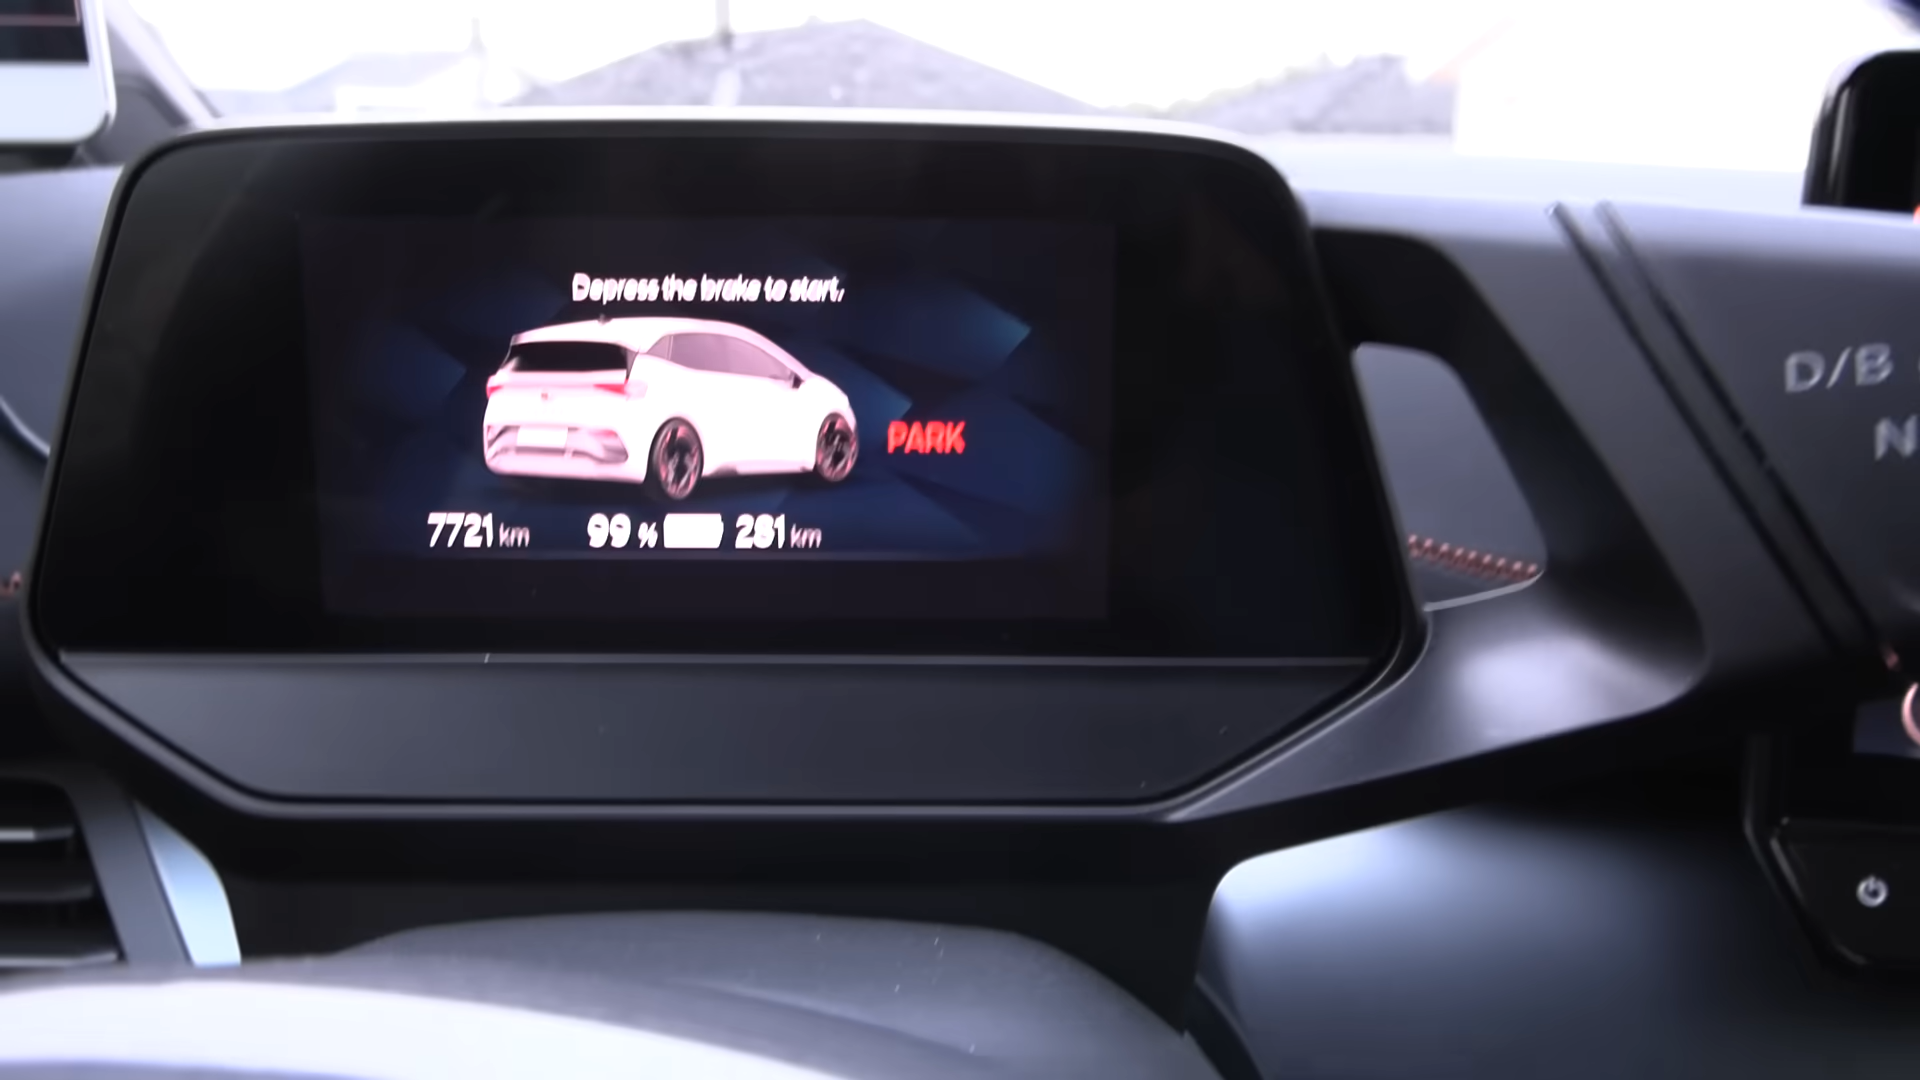 Depress the brake to start.
PARK
7721 km 99 % 281 km
D/B
N